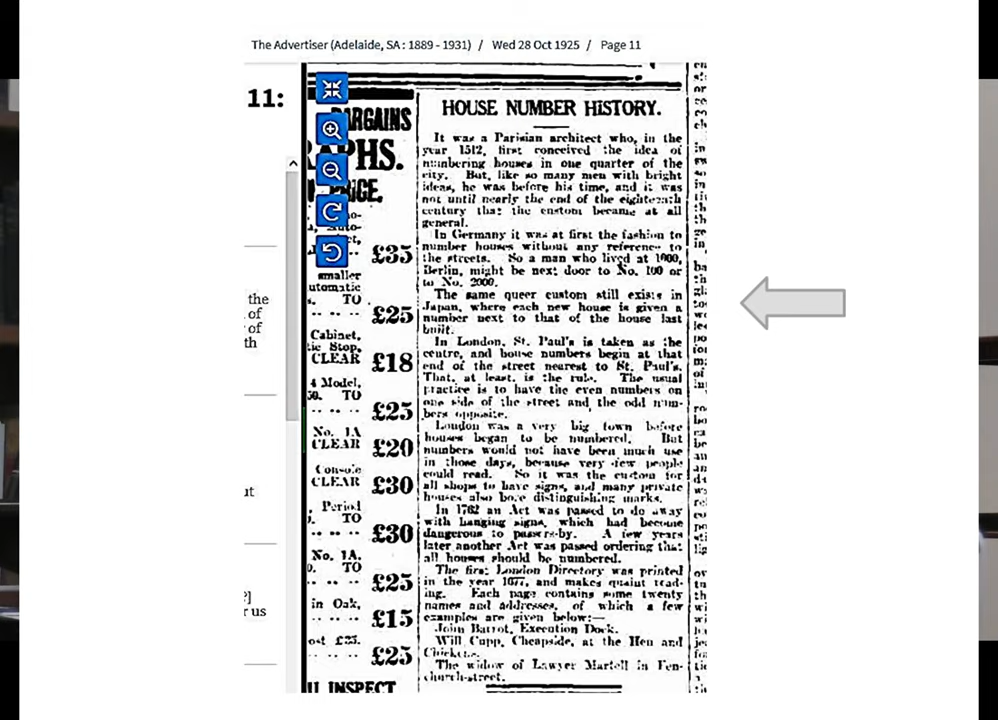 The Advertiser (Adelaide, SA : 1889 - 1931) / Wed 28 Oct 1925 / Page 11
11:
BARGAINS
PRICE.
£35
smaller
utomatic
TO
£25
Cabinet,
Stop,
CLEAR £18
Model,
TO
£25
No. 1A
CLEAR £20
Console
CLEAR £30
Period
TO
£30
No. 1A.
TO
£25
in Oak,
£15
£25.
£25
INSPECT
the
of
of
th
ut
r us
HOUSE NUMBER HISTORY.
It was a Parisian architect who, in the
year 1512, first conceived the idea of
numbering houses in one quarter of the
city. But, like so many men with bright
ideas, he was before his time, and it was
not until nearly the end of the eighteenth
century that the custom became at all
general.
In Germany it was at first the fashion to
number houses without any reference to
the streets. So a man who lived at 1000,
Berlin, might be next door to No. 100 or
to No. 2000.
The same queer custom still exists in
Japan, where each new house is given a
number next to that of the house last
built.
In London, St. Paul's is taken as the
centre, and house numbers begin at that
end of the street nearest to St. Paul's.
That, at least, is the rule. The usual
practice is to have the even numbers on
one side of the street and the odd num-
bers opposite.
London was a very big town before
houses began to be numbered. But
numbers would not have been much use
in those days, because very few people
could read. So it was the custom for
all shops to have signs, and many private
houses also bore distinguishing marks.
In 1762 an Act was passed to do away
with hanging signs, which had become
dangerous to passers-by. A few years
later another Act was passed ordering that
all houses should be numbered.
The first London Directory was printed
in the year 1677, and makes quaint read-
ing. Each page contains some twenty
names and addresses, of which a few
examples are given below:—
John Barrot, Execution Dock.
Will Cupp, Cheapside, at the Hen and
Chickens.
The widow of Lawyer Martell in Fen-
church-street.